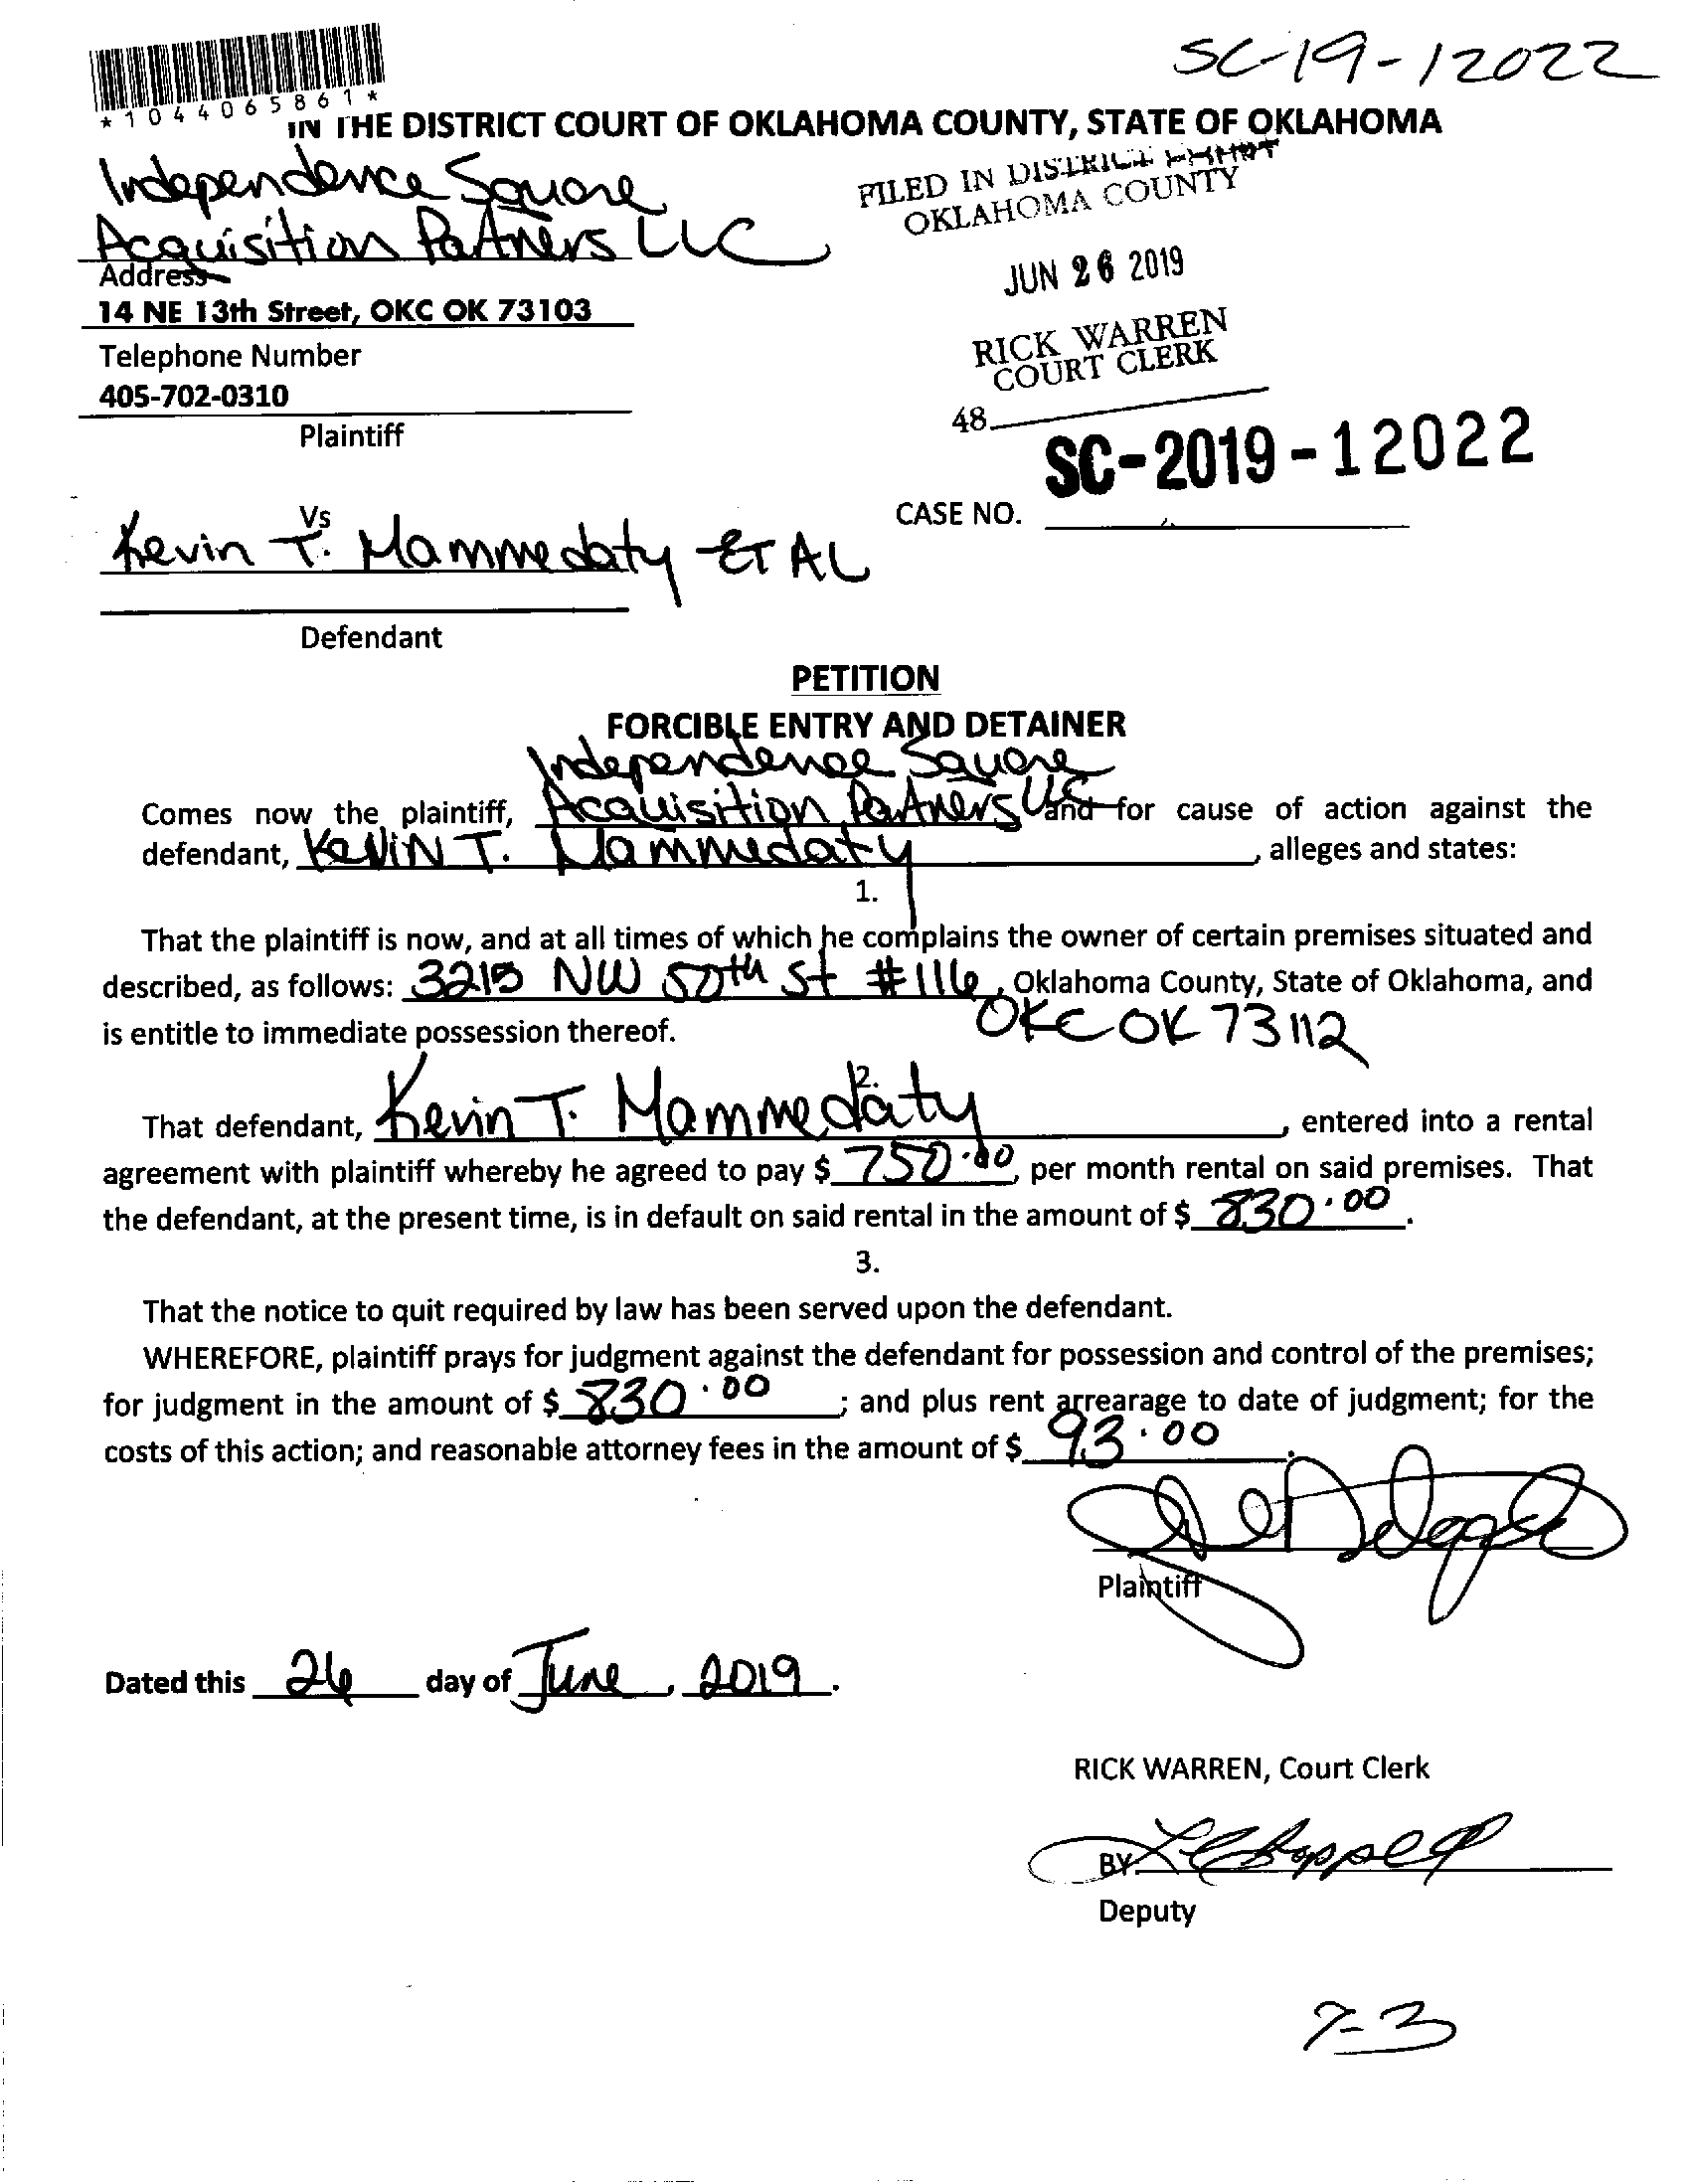 SC-19-12022
*1044065861*
IN THE DISTRICT COURT OF OKLAHOMA COUNTY, STATE OF OKLAHOMA
Independence Square
Acquisition Partners LLC
Address
14 NE 13th Street, OKC OK 73103
Telephone Number
405-702-0310
Plaintiff
FILED IN DISTRICT COURT
OKLAHOMA COUNTY
JUN 26 2019
RICK WARREN
COURT CLERK
48
SC-2019-12022
CASE NO.
Vs
Kevin T. Mammedaty ET AL
Defendant
PETITION
FORCIBLE ENTRY AND DETAINER
Independence Square
Comes now the plaintiff, Acquisition Partners LLC and for cause of action against the
defendant, Kevin T. Mammedaty, alleges and states:
1.
That the plaintiff is now, and at all times of which he complains the owner of certain premises situated and
described, as follows: 3215 NW 50th St #116, Oklahoma County, State of Oklahoma, and
OKC OK 73112
is entitle to immediate possession thereof.
2.
That defendant, Kevin T. Mammedaty, entered into a rental
agreement with plaintiff whereby he agreed to pay $ 750.00, per month rental on said premises. That
the defendant, at the present time, is in default on said rental in the amount of $ 830.00.
3.
That the notice to quit required by law has been served upon the defendant.
WHEREFORE, plaintiff prays for judgment against the defendant for possession and control of the premises;
for judgment in the amount of $ 830.00; and plus rent arrearage to date of judgment; for the
costs of this action; and reasonable attorney fees in the amount of $ 93.00.
Plaintiff
Dated this 26 day of June, 2019.
RICK WARREN, Court Clerk
BY
Deputy
7-3